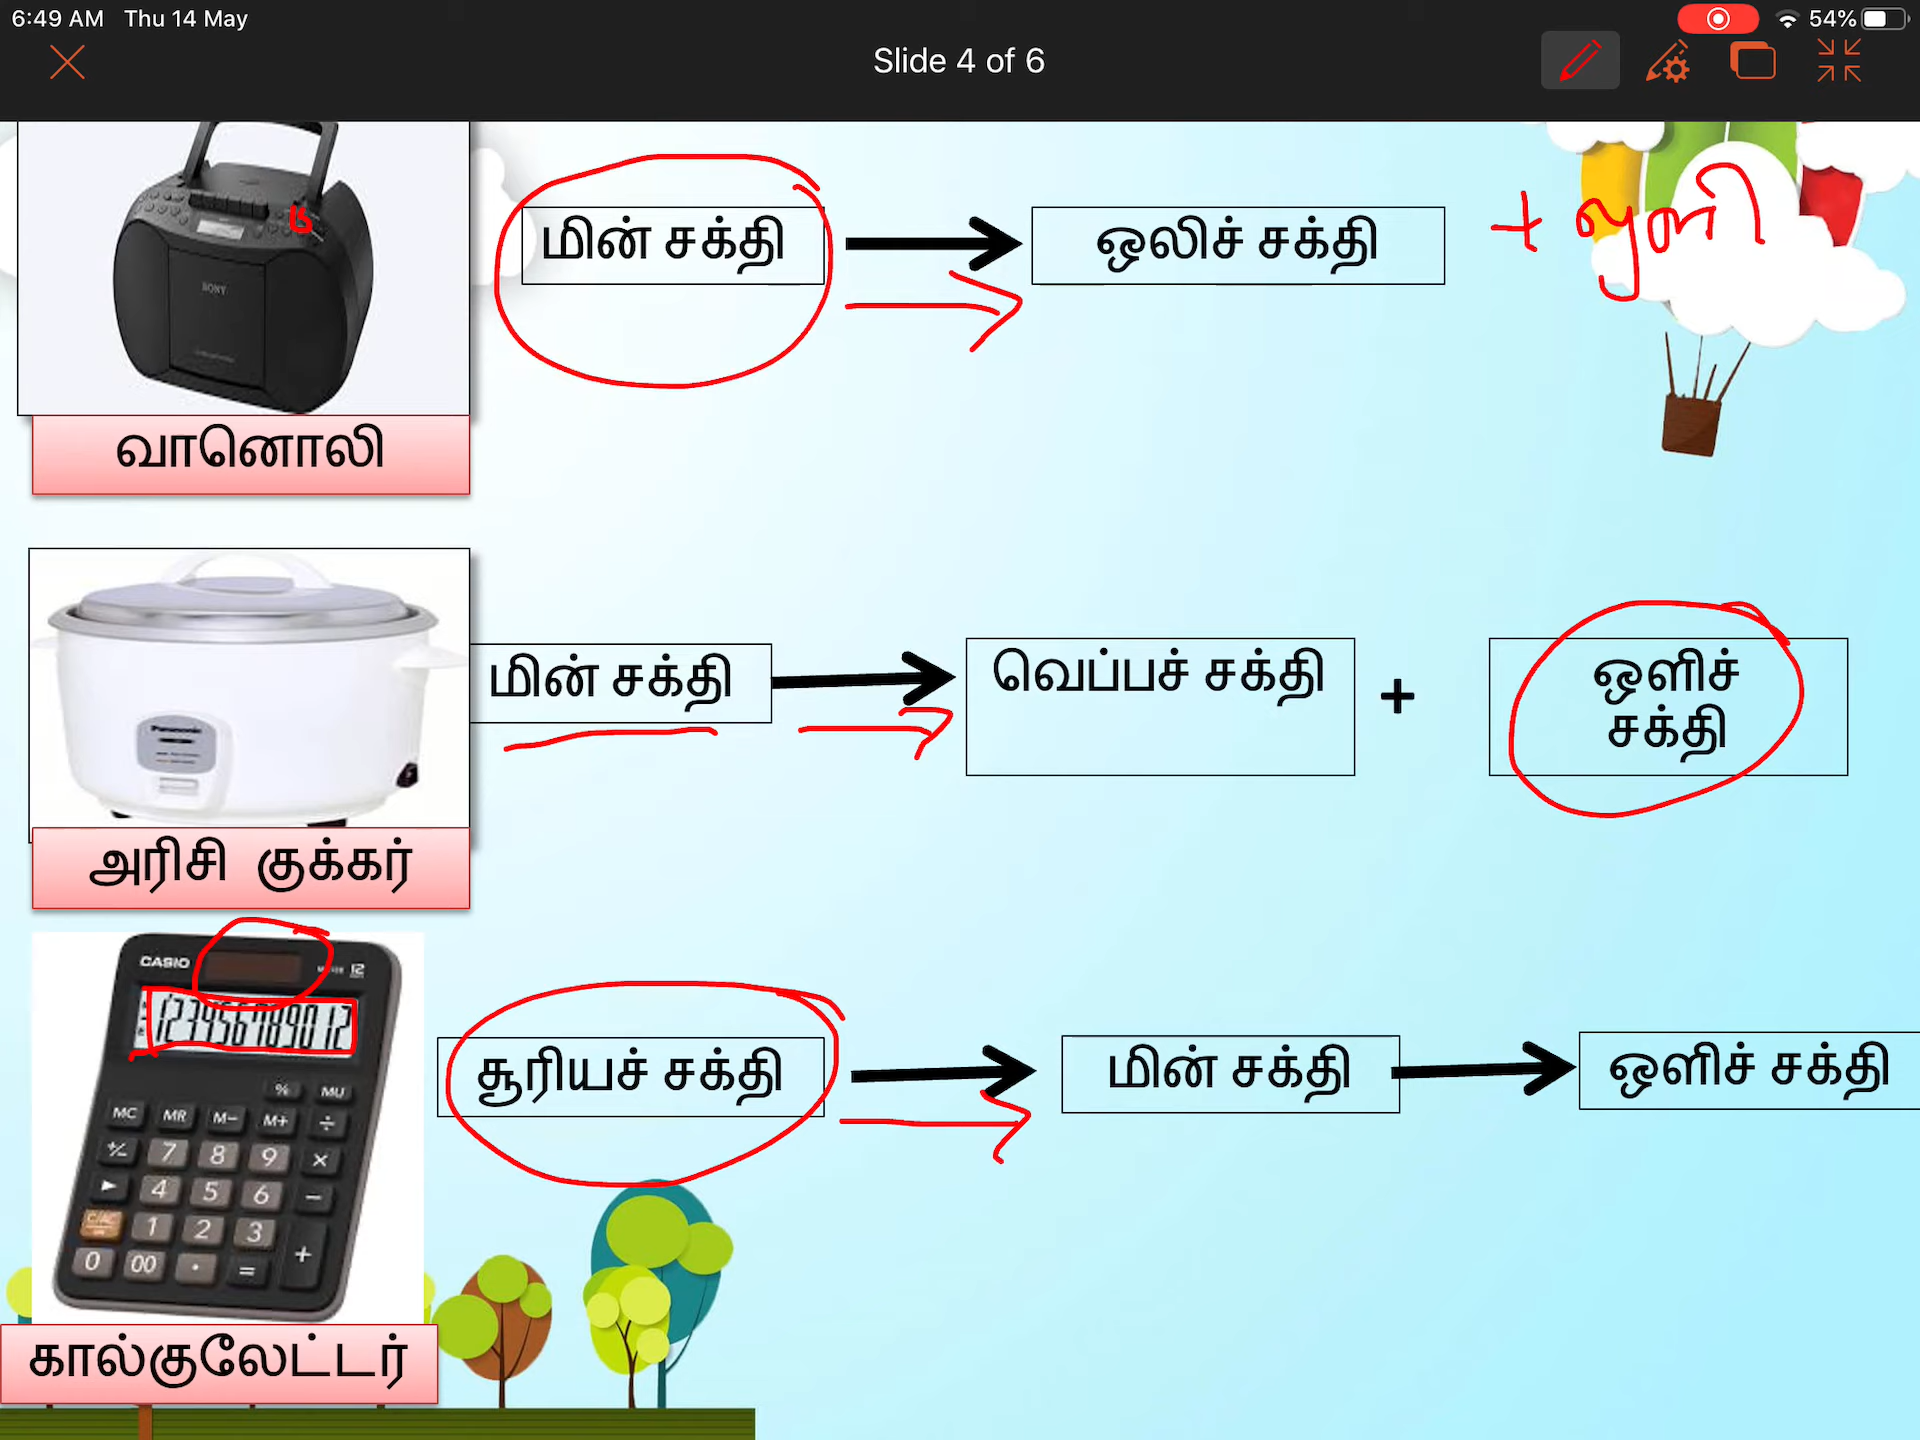 6:49 AM Thu 14 May
54%
Slide 4 of 6
SONY
மின் சக்தி
ஒலிச் சக்தி
+ ஒளி
வானொலி
Panasonic
மின் சக்தி
வெப்பச் சக்தி
+
ஒளிச்
சக்தி
அரிசி குக்கர்
CASIO
12
123456789012
% MU
MC MR M- M+ ÷
+/- 7 8 9 ×
▶ 4 5 6 −
C/AC 1 2 3 +
0 00 · =
சூரியச் சக்தி
மின் சக்தி
ஒளிச் சக்தி
கால்குலேட்டர்